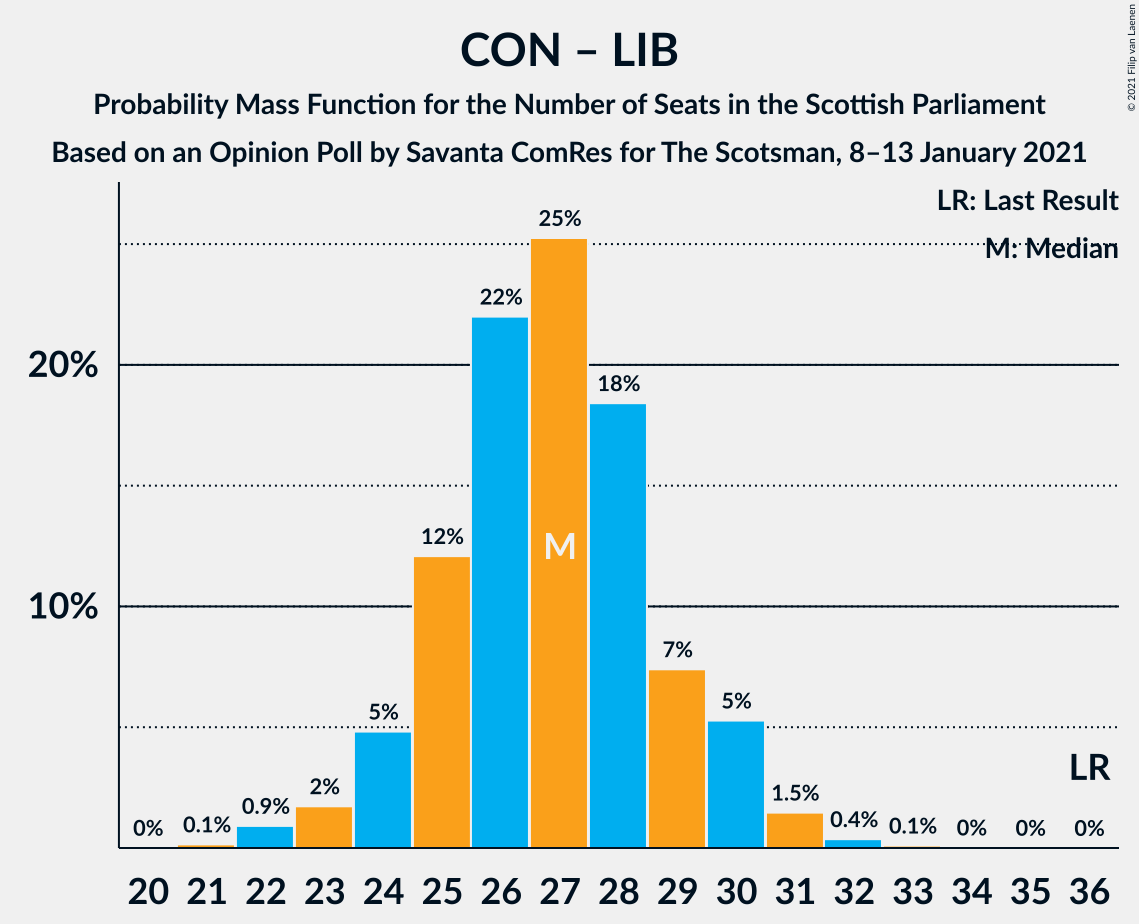 CON – LIB
Probability Mass Function for the Number of Seats in the Scottish Parliament
Based on an Opinion Poll by Savanta ComRes for The Scotsman, 8–13 January 2021
© 2021 Filip van Laenen
LR: Last Result
M: Median
25%
22%
20%
18%
12%
M
10%
7%
5%
5%
LR
2%
1.5%
0.9%
0.4%
0% 0.1% 0.1% 0% 0% 0%
20 21 22 23 24 25 26 27 28 29 30 31 32 33 34 35 36